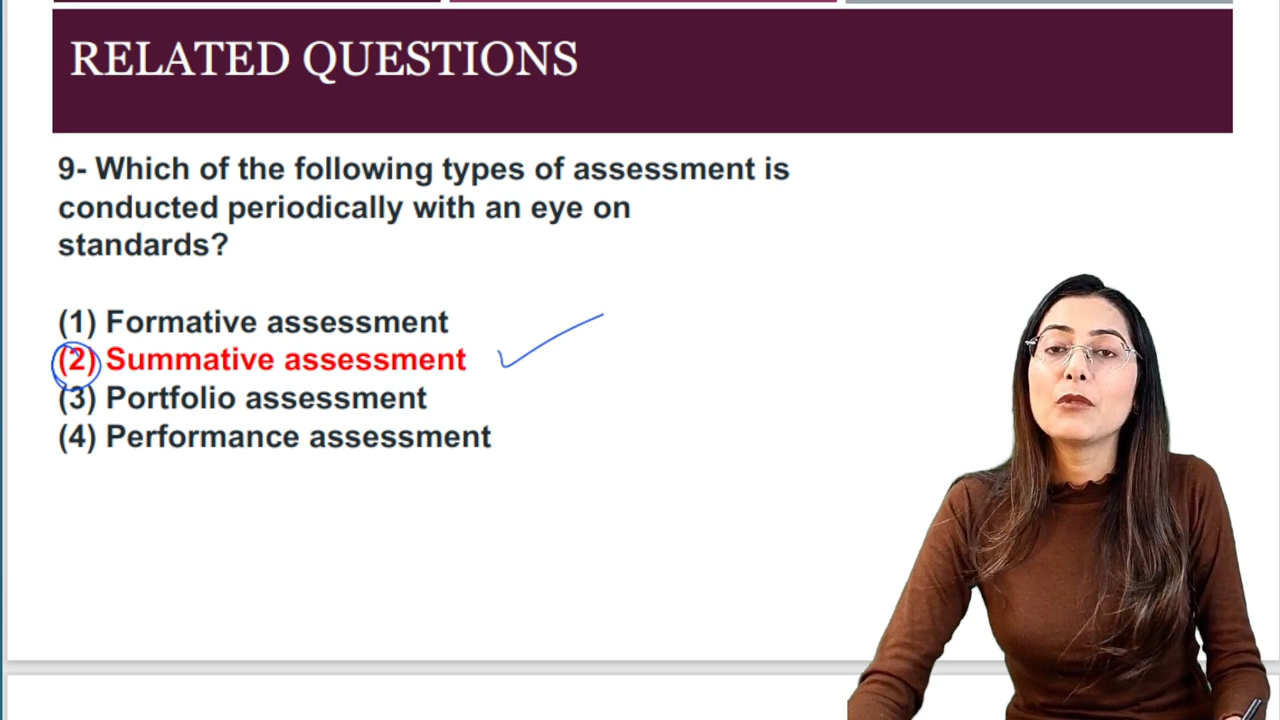 RELATED QUESTIONS
9- Which of the following types of assessment is
conducted periodically with an eye on
standards?
(1) Formative assessment
(2) Summative assessment
(3) Portfolio assessment
(4) Performance assessment